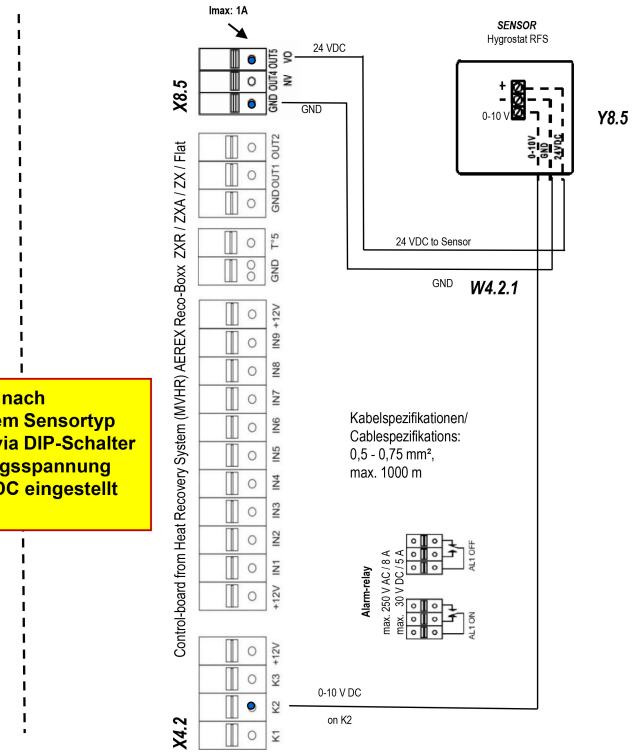 Imax: 1A
SENSOR
Hygrostat RFS
24 VDC
OUT5
VO
OUT4
NV
GND
GND
X8.5
+
-
0-10 V
0-10V
GND
24VDC
Y8.5
OUT2
OUT1
GND
T°5
GND
24 VDC to Sensor
GND
W4.2.1
Control-board from Heat Recovery System (MVHR) AEREX Reco-Boxx ZXR / ZXA / ZX / Flat
+12V
IN9
IN8
IN7
IN6
IN5
IN4
IN3
IN2
IN1
+12V
nach
em Sensortyp
via DIP-Schalter
gsspannung
DC eingestellt
Kabelspezifikationen/
Cablespezifikations:
0,5 - 0,75 mm²,
max. 1000 m
Alarm-relay
max. 250 V AC / 8 A
max. 30 V DC / 5 A
AL1 OFF
AL1 ON
+12V
K3
K2
K1
X4.2
0-10 V DC
on K2